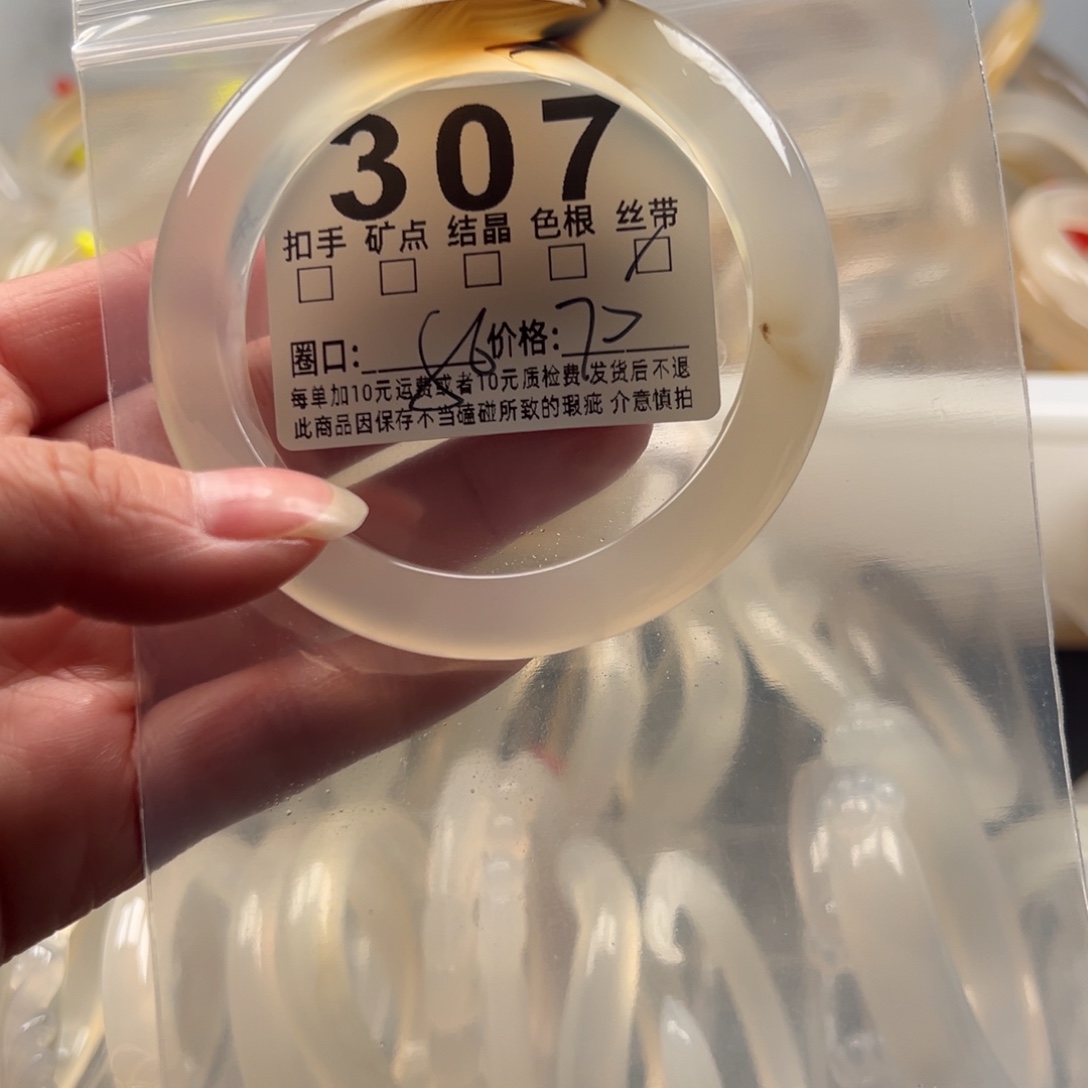 307
扣手 矿点 结晶 色根 丝带
圈口: 56 价格: 72
每单加10元运费或者10元质检费,发货后不退
此商品因保存不当磕碰所致的瑕疵 介意慎拍